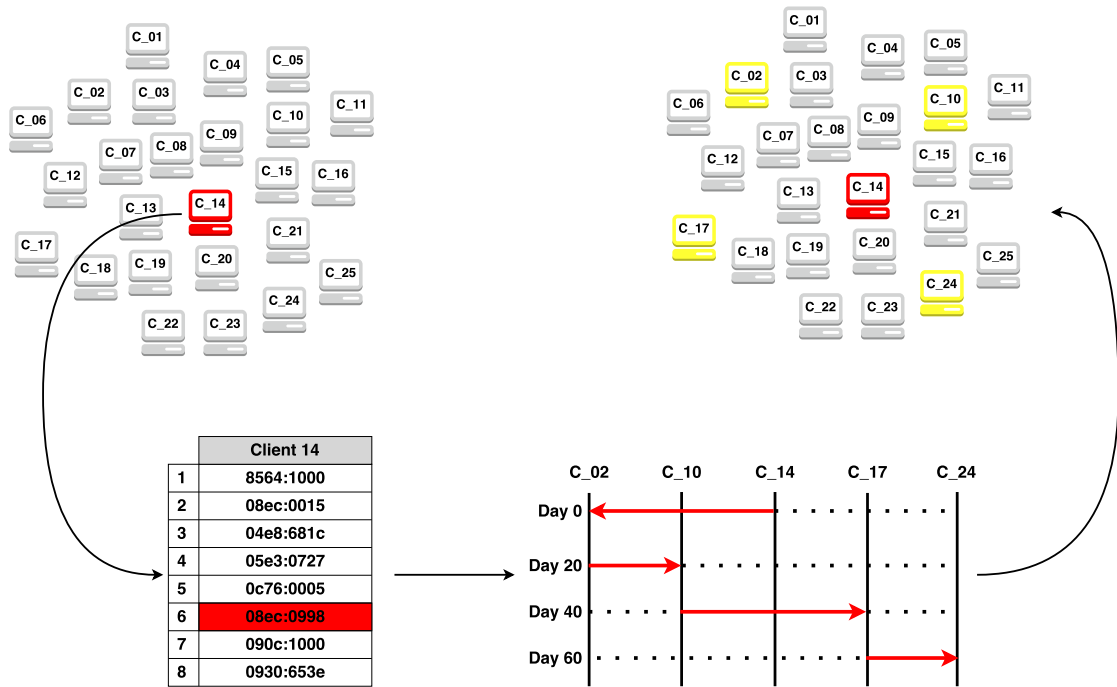 C_01
C_04
C_05
C_02
C_03
C_11
C_06
C_10
C_09
C_07
C_08
C_12
C_15
C_16
C_13
C_14
C_17
C_21
C_18
C_19
C_20
C_25
C_24
C_22
C_23
C_01
C_04
C_05
C_02
C_03
C_11
C_06
C_10
C_09
C_07
C_08
C_12
C_15
C_16
C_13
C_14
C_17
C_21
C_18
C_19
C_20
C_25
C_24
C_22
C_23
Client 14
1 8564:1000
2 08ec:0015
3 04e8:681c
4 05e3:0727
5 0c76:0005
6 08ec:0998
7 090c:1000
8 0930:653e
C_02 C_10 C_14 C_17 C_24
Day 0
Day 20
Day 40
Day 60